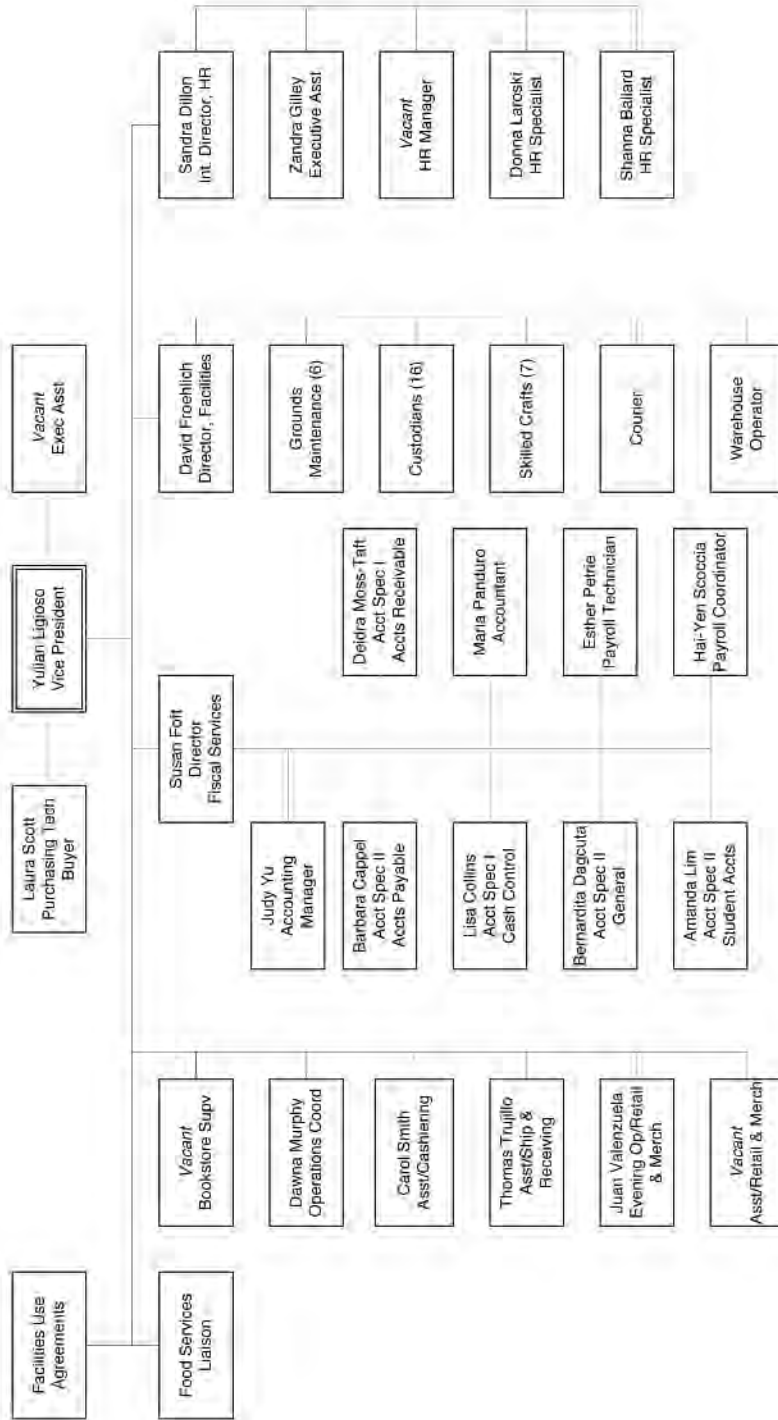 Facilities Use
Agreements
Laura Scott
Purchasing Tech
Buyer
Yulian Ligioso
Vice President
Vacant
Exec Asst
Food Services
Liaison
Vacant
Bookstore Supv.
Dawna Murphy
Operations Coord
Carol Smith
Asst/Cashiering
Thomas Trujillo
Asst/Ship &
Receiving
Juan Valenzuela
Evening Op/Retail
& Merch
Vacant
Asst/Retail & Merch
Susan Foft
Director
Fiscal Services
Judy Yu
Accounting
Manager
Barbara Cappel
Acct Spec II
Accts Payable
Deidra Moss-Taft
Acct Spec I
Accts Receivable
Lisa Collins
Acct Spec I
Cash Control
Maria Panduro
Accountant
Bernardita Dagcuta
Acct Spec II
General
Esther Petrie
Payroll Technician
Amanda Lim
Acct Spec II
Student Accts
Hai-Yen Scoccia
Payroll Coordinator
David Froehlich
Director, Facilities
Grounds
Maintenance (6)
Custodians (16)
Skilled Crafts (7)
Courier
Warehouse
Operator
Sandra Dillon
Int. Director, HR
Zandra Gilley
Executive Asst
Vacant
HR Manager
Donna Laroski
HR Specialist
Shanna Ballard
HR Specialist